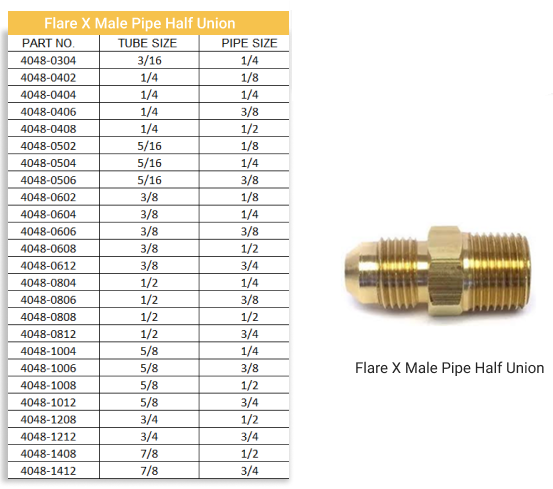 Flare X Male Pipe Half Union
PART NO. TUBE SIZE PIPE SIZE
4048-0304 3/16 1/4
4048-0402 1/4 1/8
4048-0404 1/4 1/4
4048-0406 1/4 3/8
4048-0408 1/4 1/2
4048-0502 5/16 1/8
4048-0504 5/16 1/4
4048-0506 5/16 3/8
4048-0602 3/8 1/8
4048-0604 3/8 1/4
4048-0606 3/8 3/8
4048-0608 3/8 1/2
4048-0612 3/8 3/4
4048-0804 1/2 1/4
4048-0806 1/2 3/8
4048-0808 1/2 1/2
4048-0812 1/2 3/4
4048-1004 5/8 1/4
4048-1006 5/8 3/8
4048-1008 5/8 1/2
4048-1012 5/8 3/4
4048-1208 3/4 1/2
4048-1212 3/4 3/4
4048-1408 7/8 1/2
4048-1412 7/8 3/4
Flare X Male Pipe Half Union